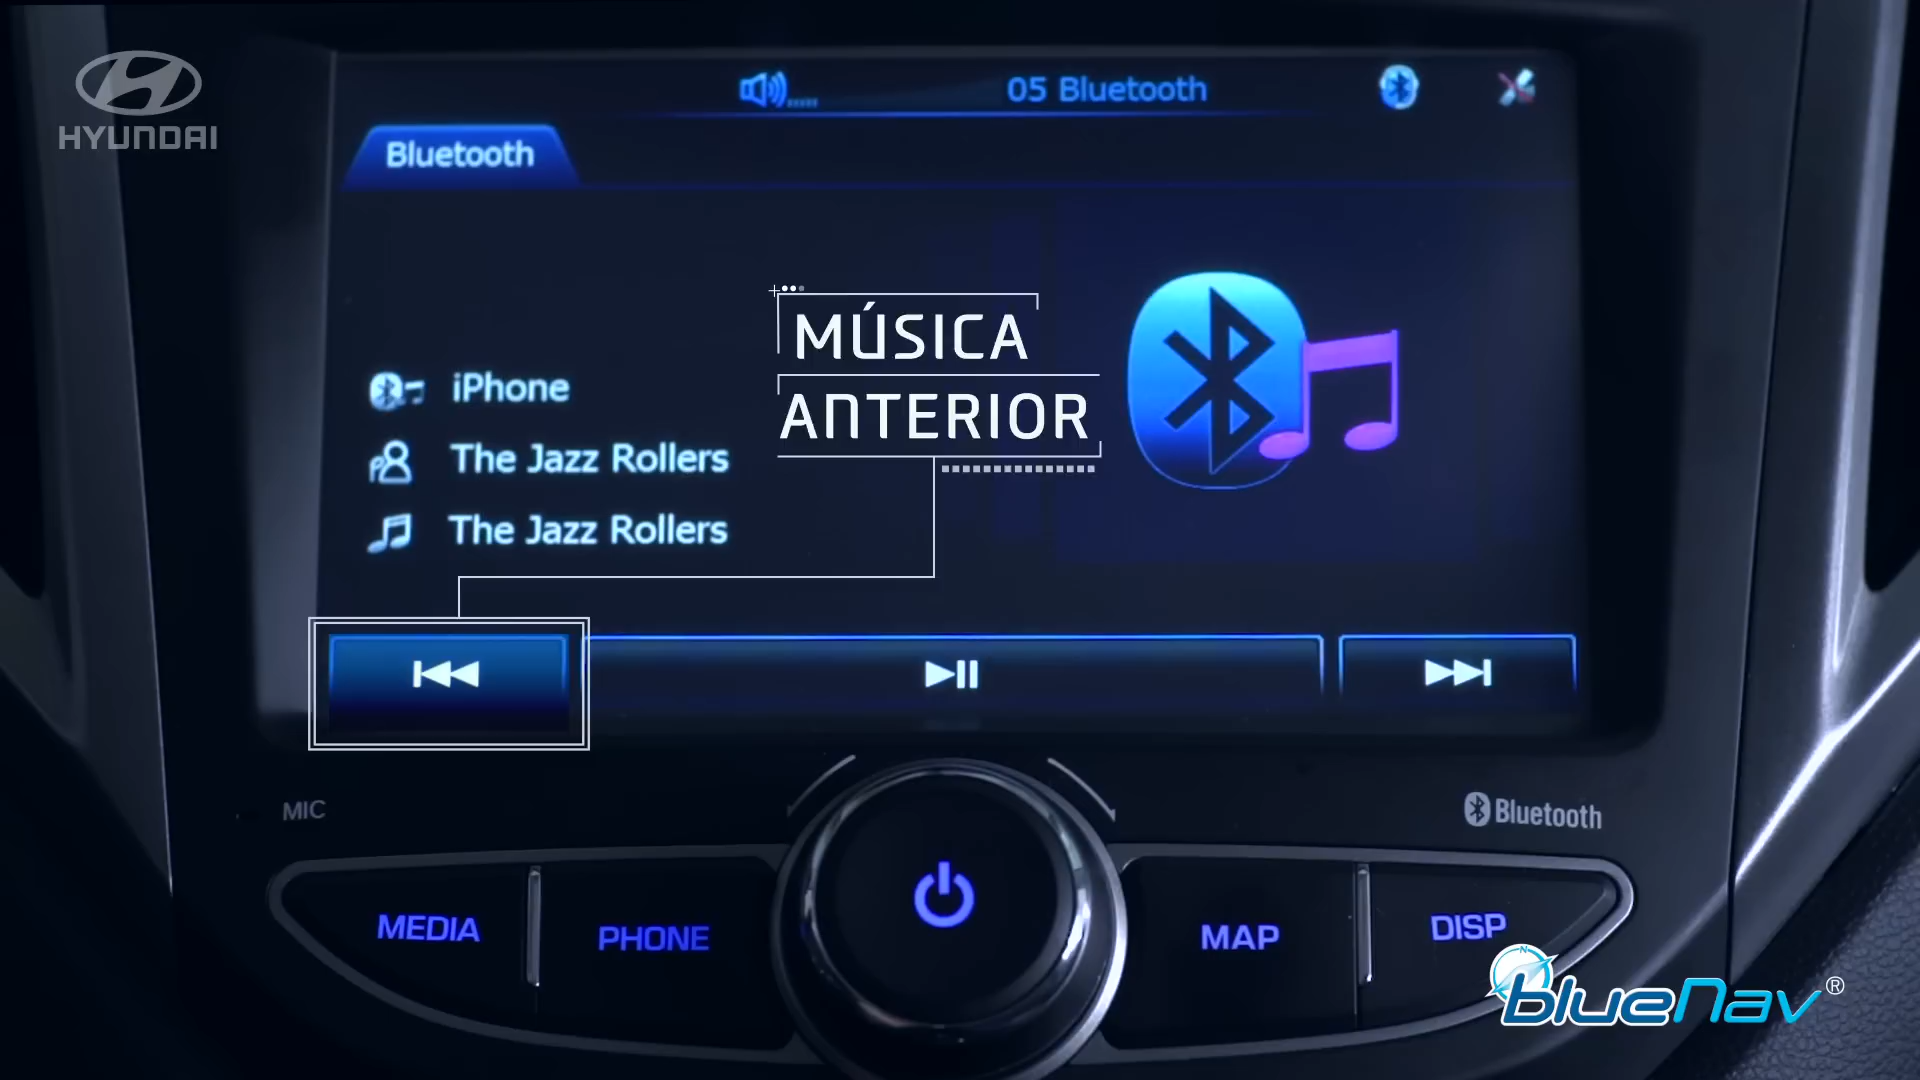 HYUNDAI
05 Bluetooth
Bluetooth
MÚSICA
ANTERIOR
iPhone
The Jazz Rollers
The Jazz Rollers
MIC
Bluetooth
MEDIA
PHONE
MAP
DISP
N
blueNav®